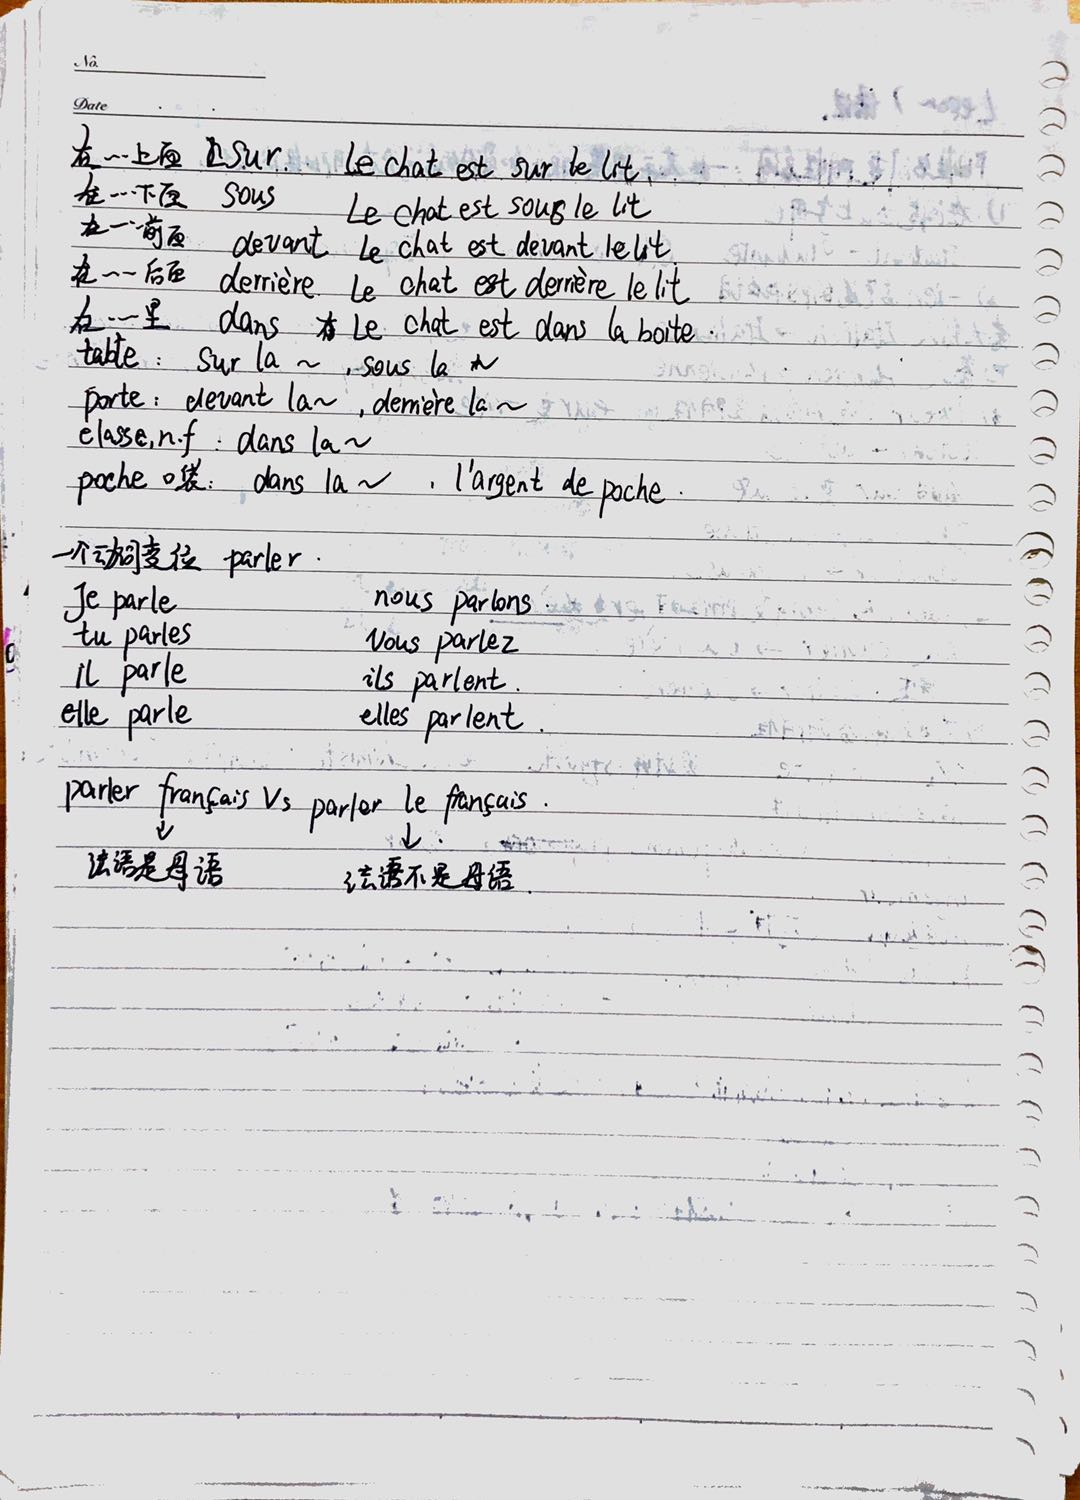 No.
Date
在…上面 sur. Le chat est sur le lit.
在…下面 sous Le chat est sous le lit
在…前面 devant Le chat est devant le lit
在…后面 derrière Le chat est derrière le lit
在…里 dans Le chat est dans la boite.
table: sur la ~, sous la ~
porte: devant la ~, derrière la ~
classe, n.f : dans la ~
poche 口袋: dans la ~ . l'argent de poche.
一个动词变位 parler.
Je parle nous parlons.
tu parles Vous parlez
il parle ils parlent.
elle parle elles parlent.
parler français Vs parler le français.
↓ ↓
法语是母语 法语不是母语.